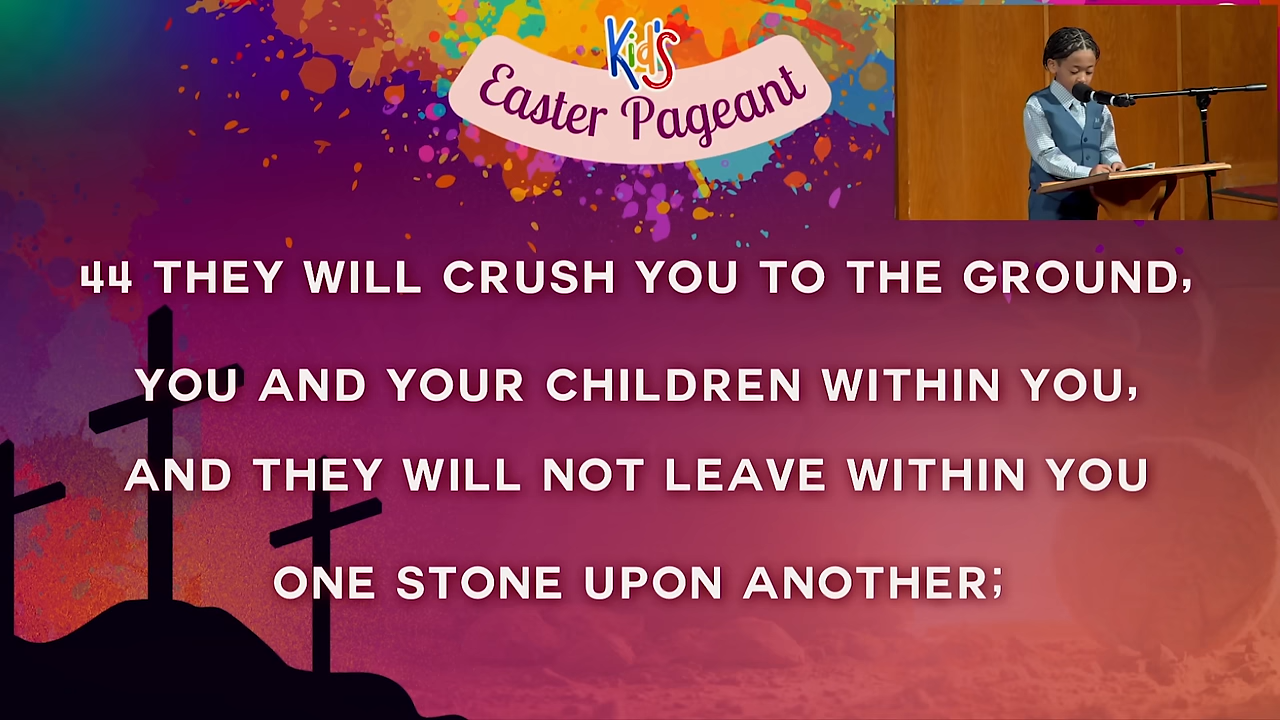 Kid's
Easter Pageant
44 THEY WILL CRUSH YOU TO THE GROUND,
YOU AND YOUR CHILDREN WITHIN YOU,
AND THEY WILL NOT LEAVE WITHIN YOU
ONE STONE UPON ANOTHER;